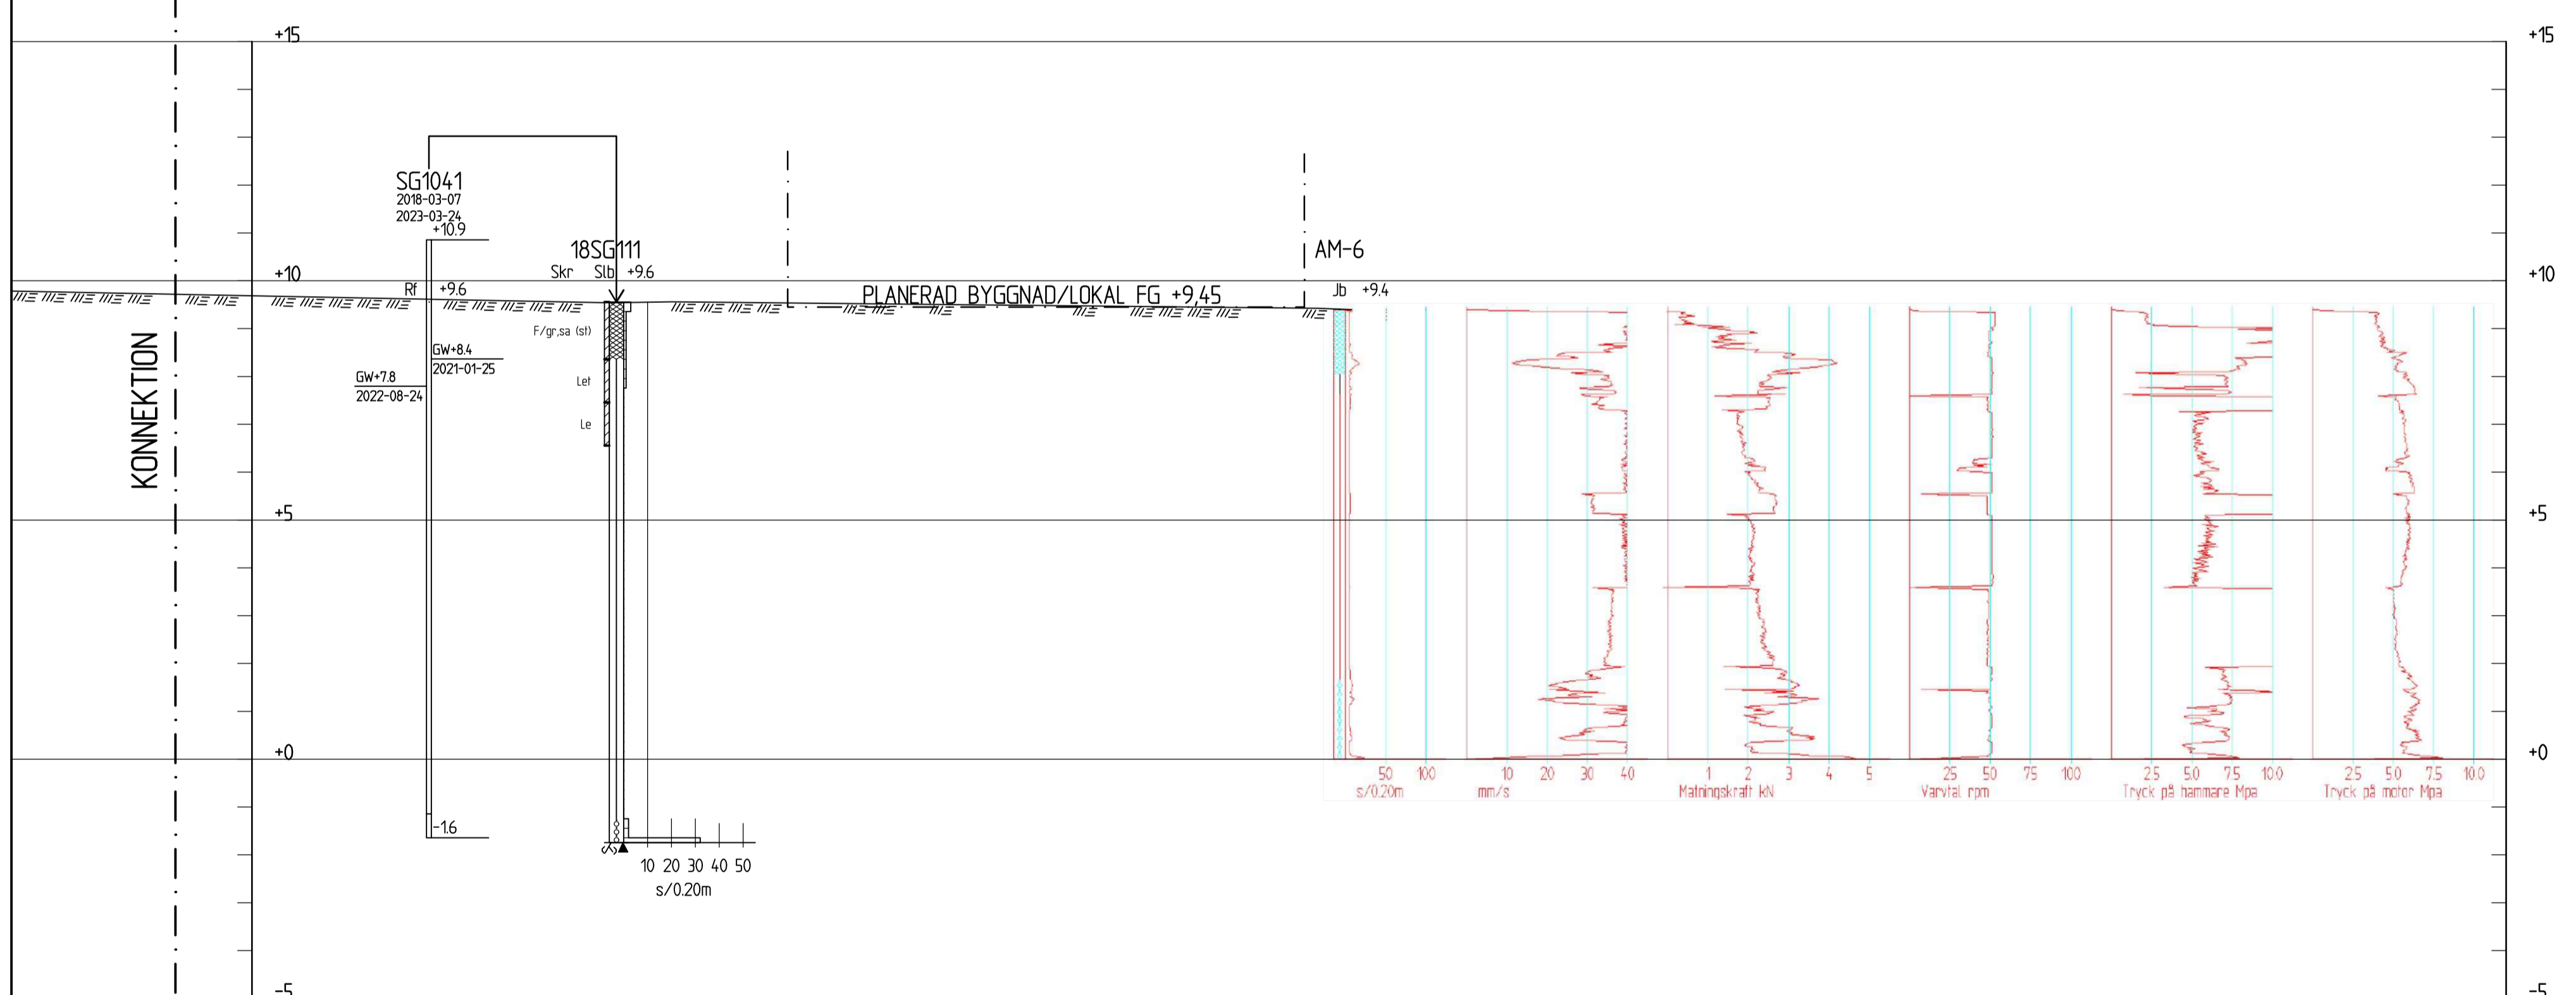 +15
+15
SG1041
2018-03-07
2023-03-24
+10.9
18SG111
Skr Slb +9.6
AM-6
+10
+10
Rf +9.6
PLANERAD BYGGNAD/LOKAL FG +9,45
Jb +9.4
KONNEKTION
F/gr,sa (st)
GW+8.4
2021-01-25
GW+7.8
2022-08-24
Let
Le
+5
+5
+0
+0
50 100
s/0.20m
10 20 30 40
mm/s
1 2 3 4 5
Matningskraft kN
25 50 75 100
Varvtal rpm
2.5 5.0 7.5 10.0
Tryck på hammare Mpa
2.5 5.0 7.5 10.0
Tryck på motor Mpa
-1.6
10 20 30 40 50
s/0.20m
-5
-5